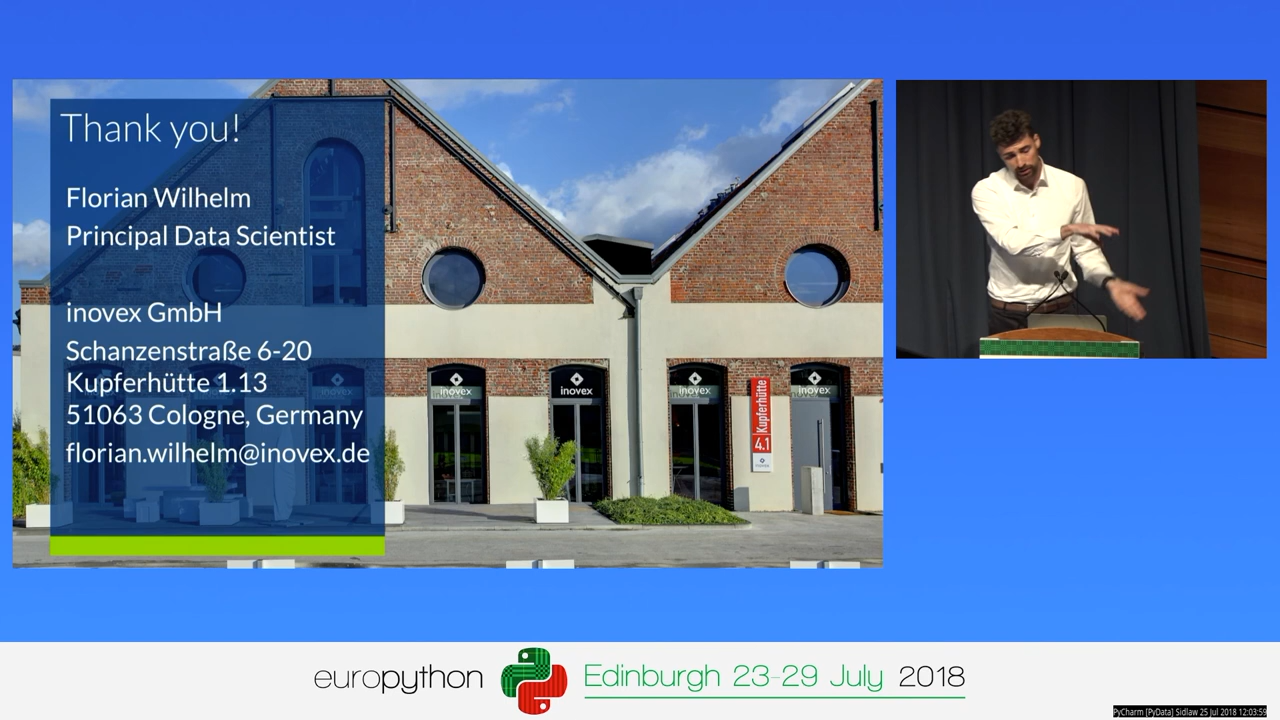 Thank you!
Florian Wilhelm
Principal Data Scientist
inovex GmbH
Schanzenstraße 6-20
Kupferhütte 1.13
51063 Cologne, Germany
florian.wilhelm@inovex.de
inovex
inovex
inovex
inovex
Kupferhütte
4.1
europython
Edinburgh 23-29 July 2018
PyCharm [PyData] Sidlaw 25 Jul 2018 12:03:59